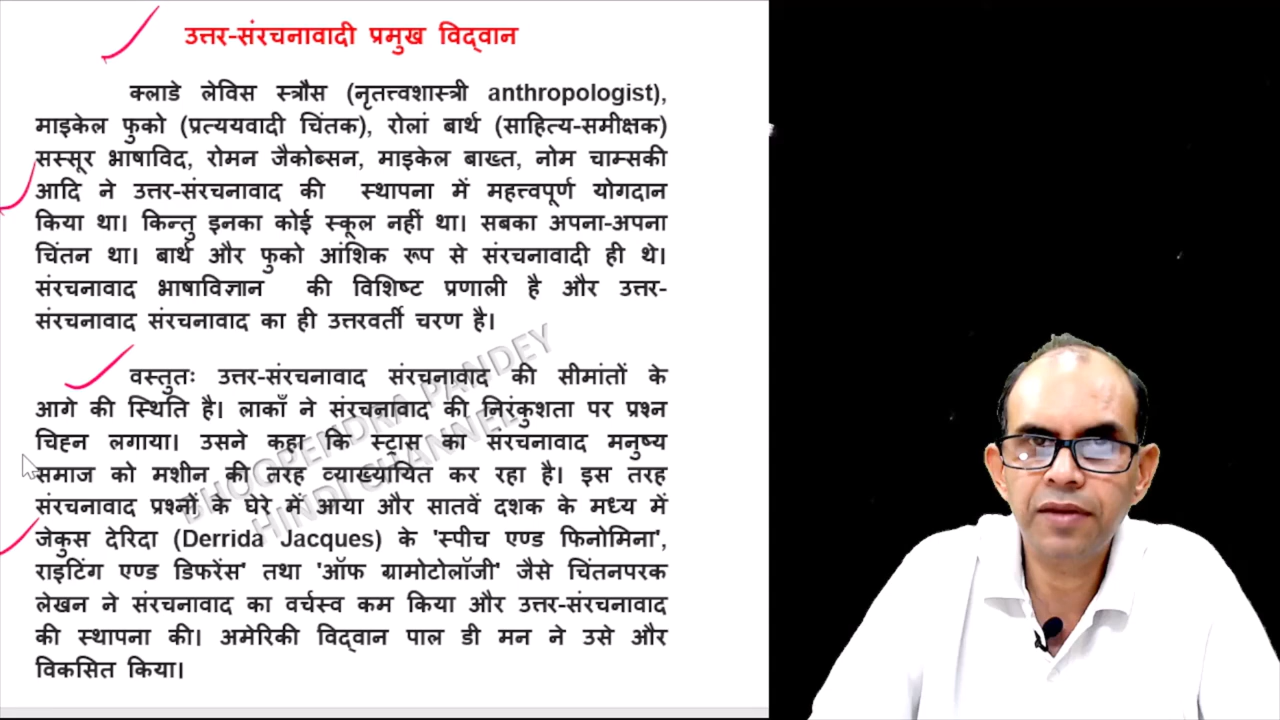 उत्तर-संरचनावादी प्रमुख विद्वान
क्लाडे लेविस स्त्रौस (नृतत्त्वशास्त्री anthropologist),
माइकेल फुको (प्रत्ययवादी चिंतक), रोलां बार्थ (साहित्य-समीक्षक)
सस्सूर भाषाविद, रोमन जैकोब्सन, माइकेल बाख्त, नोम चाम्सकी
आदि ने उत्तर-संरचनावाद की स्थापना में महत्त्वपूर्ण योगदान
किया था। किन्तु इनका कोई स्कूल नहीं था। सबका अपना-अपना
चिंतन था। बार्थ और फुको आंशिक रूप से संरचनावादी ही थे।
संरचनावाद भाषाविज्ञान की विशिष्ट प्रणाली है और उत्तर-
संरचनावाद संरचनावाद का ही उत्तरवर्ती चरण है।
वस्तुतः उत्तर-संरचनावाद संरचनावाद की सीमांतों के
आगे की स्थिति है। लाकाँ ने संरचनावाद की निरंकुशता पर प्रश्न
चिह्न लगाया। उसने कहा कि स्ट्रास का संरचनावाद मनुष्य
समाज को मशीन की तरह व्याख्यायित कर रहा है। इस तरह
संरचनावाद प्रश्नों के घेरे में आया और सातवें दशक के मध्य में
जेकुस देरिदा (Derrida Jacques) के 'स्पीच एण्ड फिनोमिना',
राइटिंग एण्ड डिफरेंस' तथा 'ऑफ ग्रामोटोलॉजी' जैसे चिंतनपरक
लेखन ने संरचनावाद का वर्चस्व कम किया और उत्तर-संरचनावाद
की स्थापना की। अमेरिकी विद्वान पाल डी मन ने उसे और
विकसित किया।
BHOOPENDRA PANDEY
HINDI CHANNEL